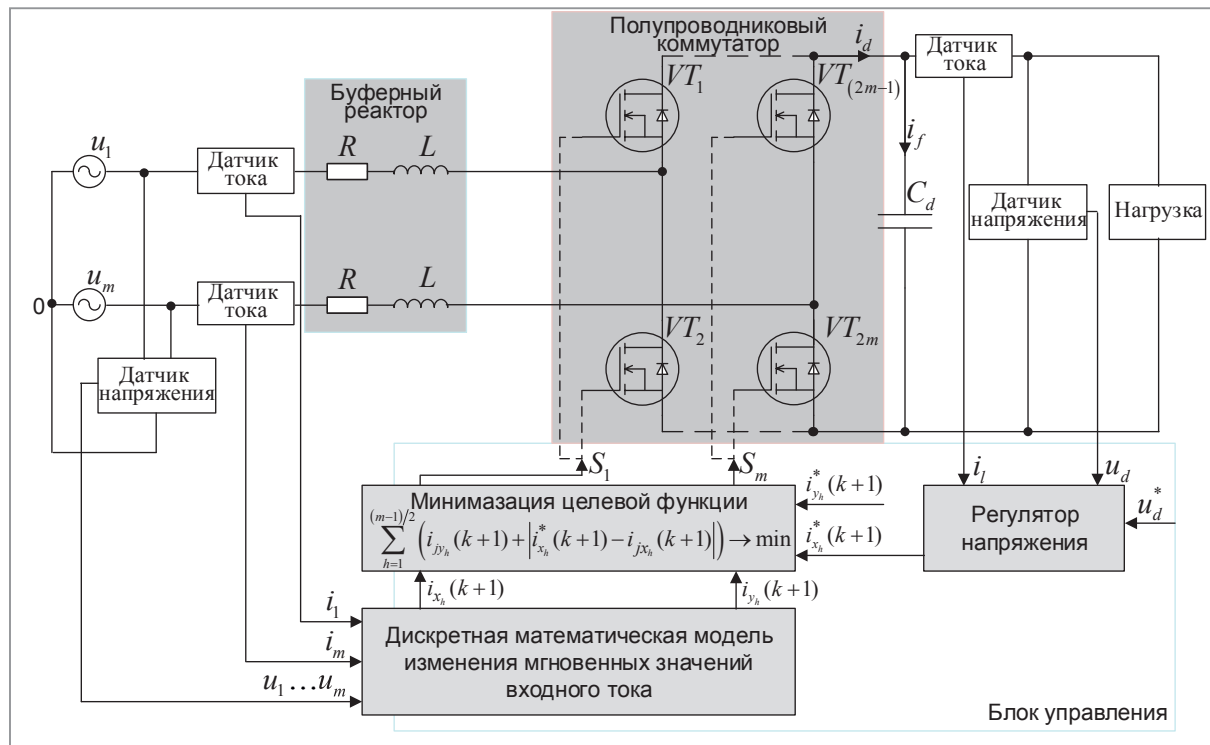 Полупроводниковый
коммутатор
i_d
Датчик
тока
VT_1
VT_(2m−1)
Буферный
реактор
i_f
u_1
R
L
Датчик
тока
C_d
Датчик
напряжения
Нагрузка
u_m
R
L
0
Датчик
тока
VT_2
VT_2m
Датчик
напряжения
S_1
S_m
i_l
u_d
Минимазация целевой функции
\sum_{h=1}^{(m-1)/2} ( i_{jy_h}(k+1) + | i^*_{x_h}(k+1) − i_{jx_h}(k+1) | ) → min
i^*_{y_h}(k+1)
i^*_{x_h}(k+1)
Регулятор
напряжения
u^*_d
i_{x_h}(k+1)
i_{y_h}(k+1)
i_1
i_m
u_1…u_m
Дискретная математическая модель
изменения мгновенных значений
входного тока
Блок управления